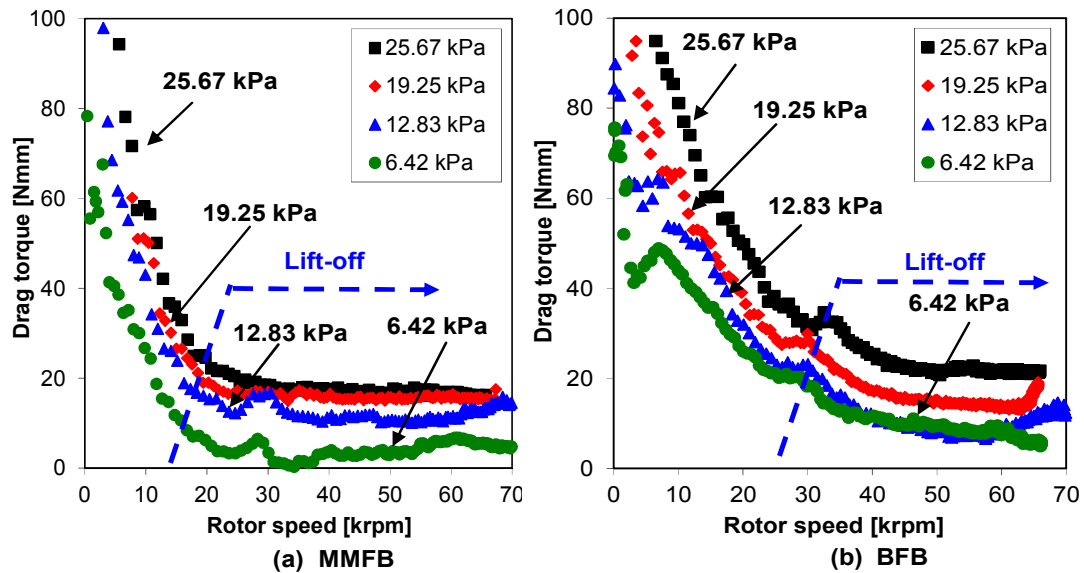 100
80
60
40
20
0
Drag torque [Nmm]
25.67 kPa
19.25 kPa
12.83 kPa
6.42 kPa
25.67 kPa
19.25 kPa
Lift-off
12.83 kPa
6.42 kPa
0 10 20 30 40 50 60 70
Rotor speed [krpm]
(a) MMFB
100
80
60
40
20
0
Drag torque [Nmm]
25.67 kPa
19.25 kPa
12.83 kPa
6.42 kPa
25.67 kPa
19.25 kPa
12.83 kPa
Lift-off
6.42 kPa
0 10 20 30 40 50 60 70
Rotor speed [krpm]
(b) BFB